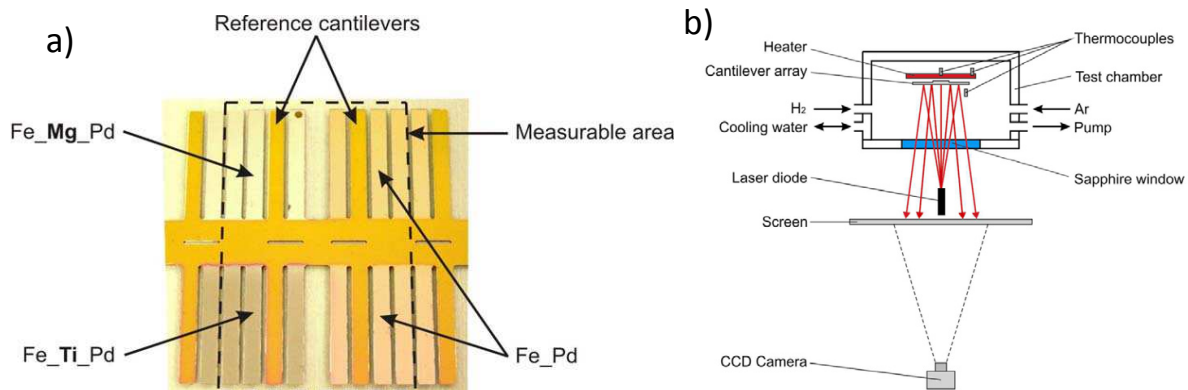 a)
Reference cantilevers
Fe_Mg_Pd
Measurable area
Fe_Ti_Pd
Fe_Pd
b)
Heater
Cantilever array
Thermocouples
Test chamber
H₂
Ar
Cooling water
Pump
Laser diode
Sapphire window
Screen
CCD Camera